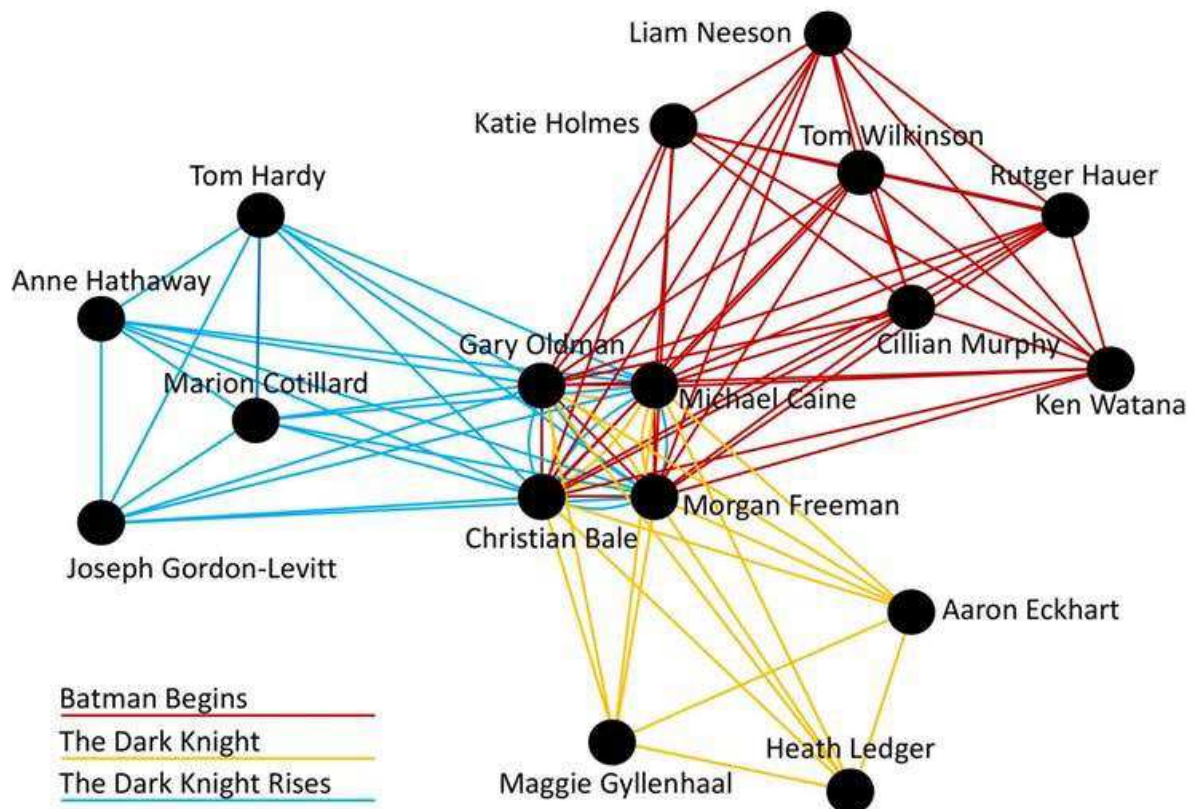 Liam Neeson
Katie Holmes
Tom Wilkinson
Tom Hardy
Rutger Hauer
Anne Hathaway
Gary Oldman
Cillian Murphy
Marion Cotillard
Michael Caine
Ken Watana
Morgan Freeman
Christian Bale
Joseph Gordon-Levitt
Aaron Eckhart
Batman Begins
The Dark Knight
Heath Ledger
The Dark Knight Rises
Maggie Gyllenhaal